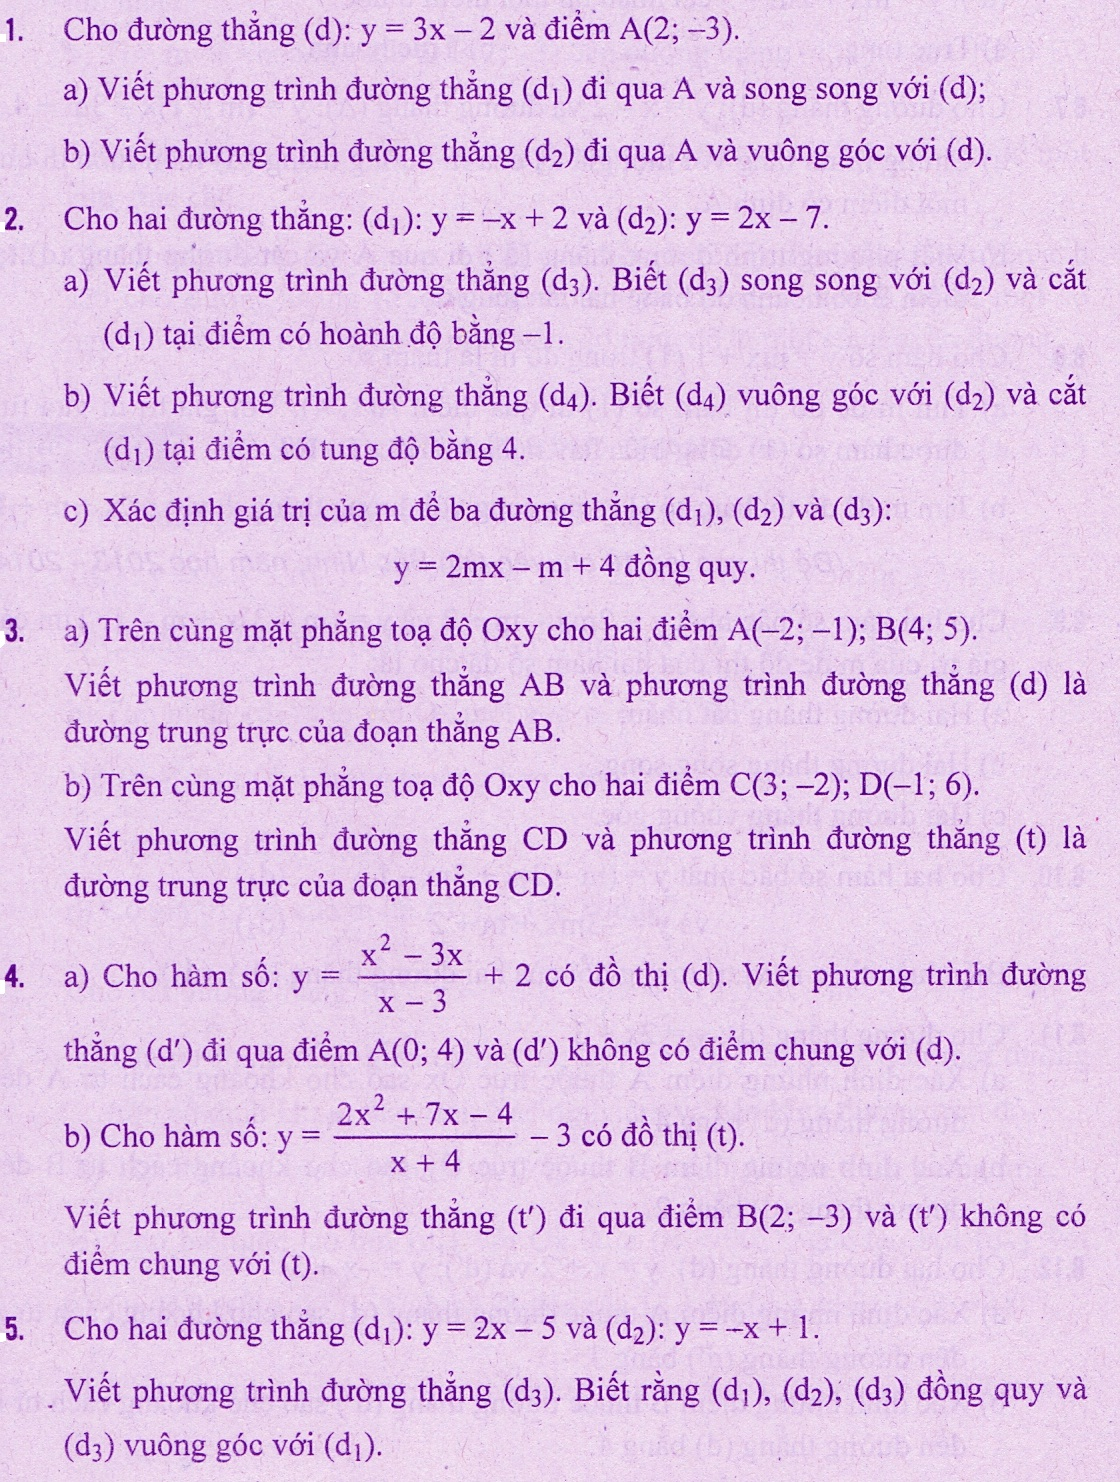 1. Cho đường thẳng (d): y = 3x – 2 và điểm A(2; –3).
a) Viết phương trình đường thẳng (d₁) đi qua A và song song với (d);
b) Viết phương trình đường thẳng (d₂) đi qua A và vuông góc với (d).
2. Cho hai đường thẳng: (d₁): y = –x + 2 và (d₂): y = 2x – 7.
a) Viết phương trình đường thẳng (d₃). Biết (d₃) song song với (d₂) và cắt
(d₁) tại điểm có hoành độ bằng –1.
b) Viết phương trình đường thẳng (d₄). Biết (d₄) vuông góc với (d₂) và cắt
(d₁) tại điểm có tung độ bằng 4.
c) Xác định giá trị của m để ba đường thẳng (d₁), (d₂) và (d₃):
y = 2mx – m + 4 đồng quy.
3. a) Trên cùng mặt phẳng toạ độ Oxy cho hai điểm A(–2; –1); B(4; 5).
Viết phương trình đường thẳng AB và phương trình đường thẳng (d) là
đường trung trực của đoạn thẳng AB.
b) Trên cùng mặt phẳng toạ độ Oxy cho hai điểm C(3; –2); D(–1; 6).
Viết phương trình đường thẳng CD và phương trình đường thẳng (t) là
đường trung trực của đoạn thẳng CD.
4. a) Cho hàm số: y = (x² – 3x)/(x – 3) + 2 có đồ thị (d). Viết phương trình đường
thẳng (d′) đi qua điểm A(0; 4) và (d′) không có điểm chung với (d).
b) Cho hàm số: y = (2x² + 7x – 4)/(x + 4) – 3 có đồ thị (t).
Viết phương trình đường thẳng (t′) đi qua điểm B(2; –3) và (t′) không có
điểm chung với (t).
5. Cho hai đường thẳng (d₁): y = 2x – 5 và (d₂): y = –x + 1.
Viết phương trình đường thẳng (d₃). Biết rằng (d₁), (d₂), (d₃) đồng quy và
(d₃) vuông góc với (d₁).